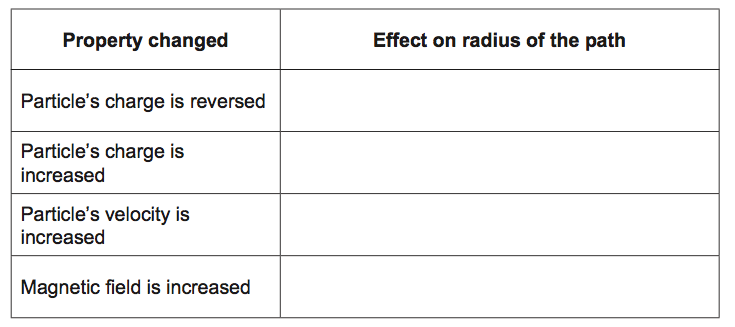 Property changed
Effect on radius of the path
Particle's charge is reversed
Particle's charge is
increased
Particle's velocity is
increased
Magnetic field is increased